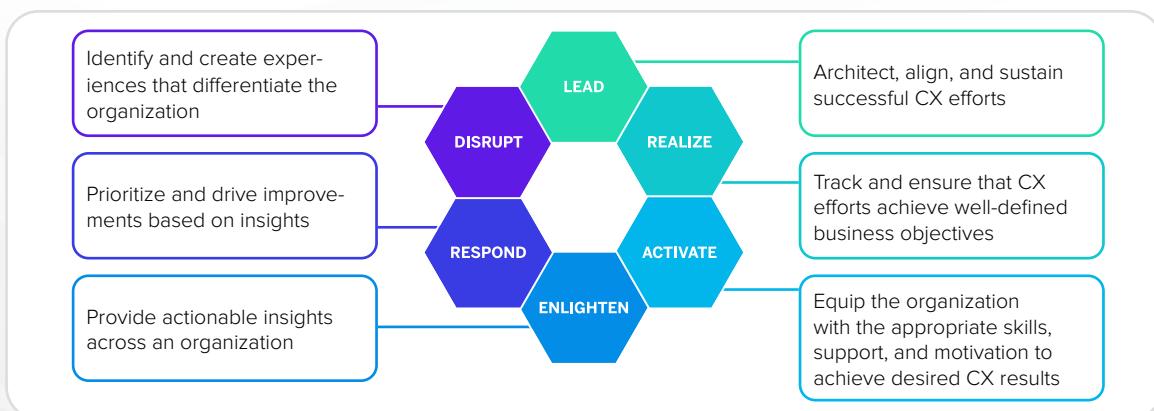 Identify and create exper-
iences that differentiate the
organization
Prioritize and drive improve-
ments based on insights
Provide actionable insights
across an organization
LEAD
DISRUPT
REALIZE
RESPOND
ACTIVATE
ENLIGHTEN
Architect, align, and sustain
successful CX efforts
Track and ensure that CX
efforts achieve well-defined
business objectives
Equip the organization
with the appropriate skills,
support, and motivation to
achieve desired CX results